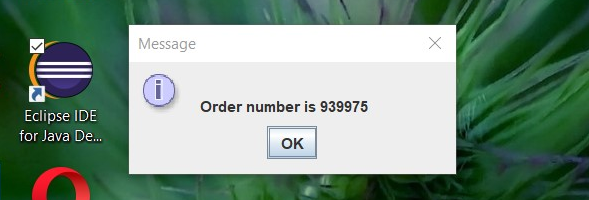 Message
Order number is 939975
OK
Eclipse IDE
for Java De...